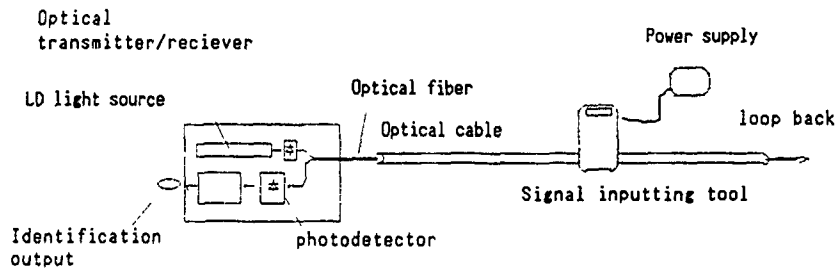 Optical
transmitter/reciever
Power supply
LD light source
Optical fiber
Optical cable
loop back
Signal inputting tool
Identification
output
photodetector